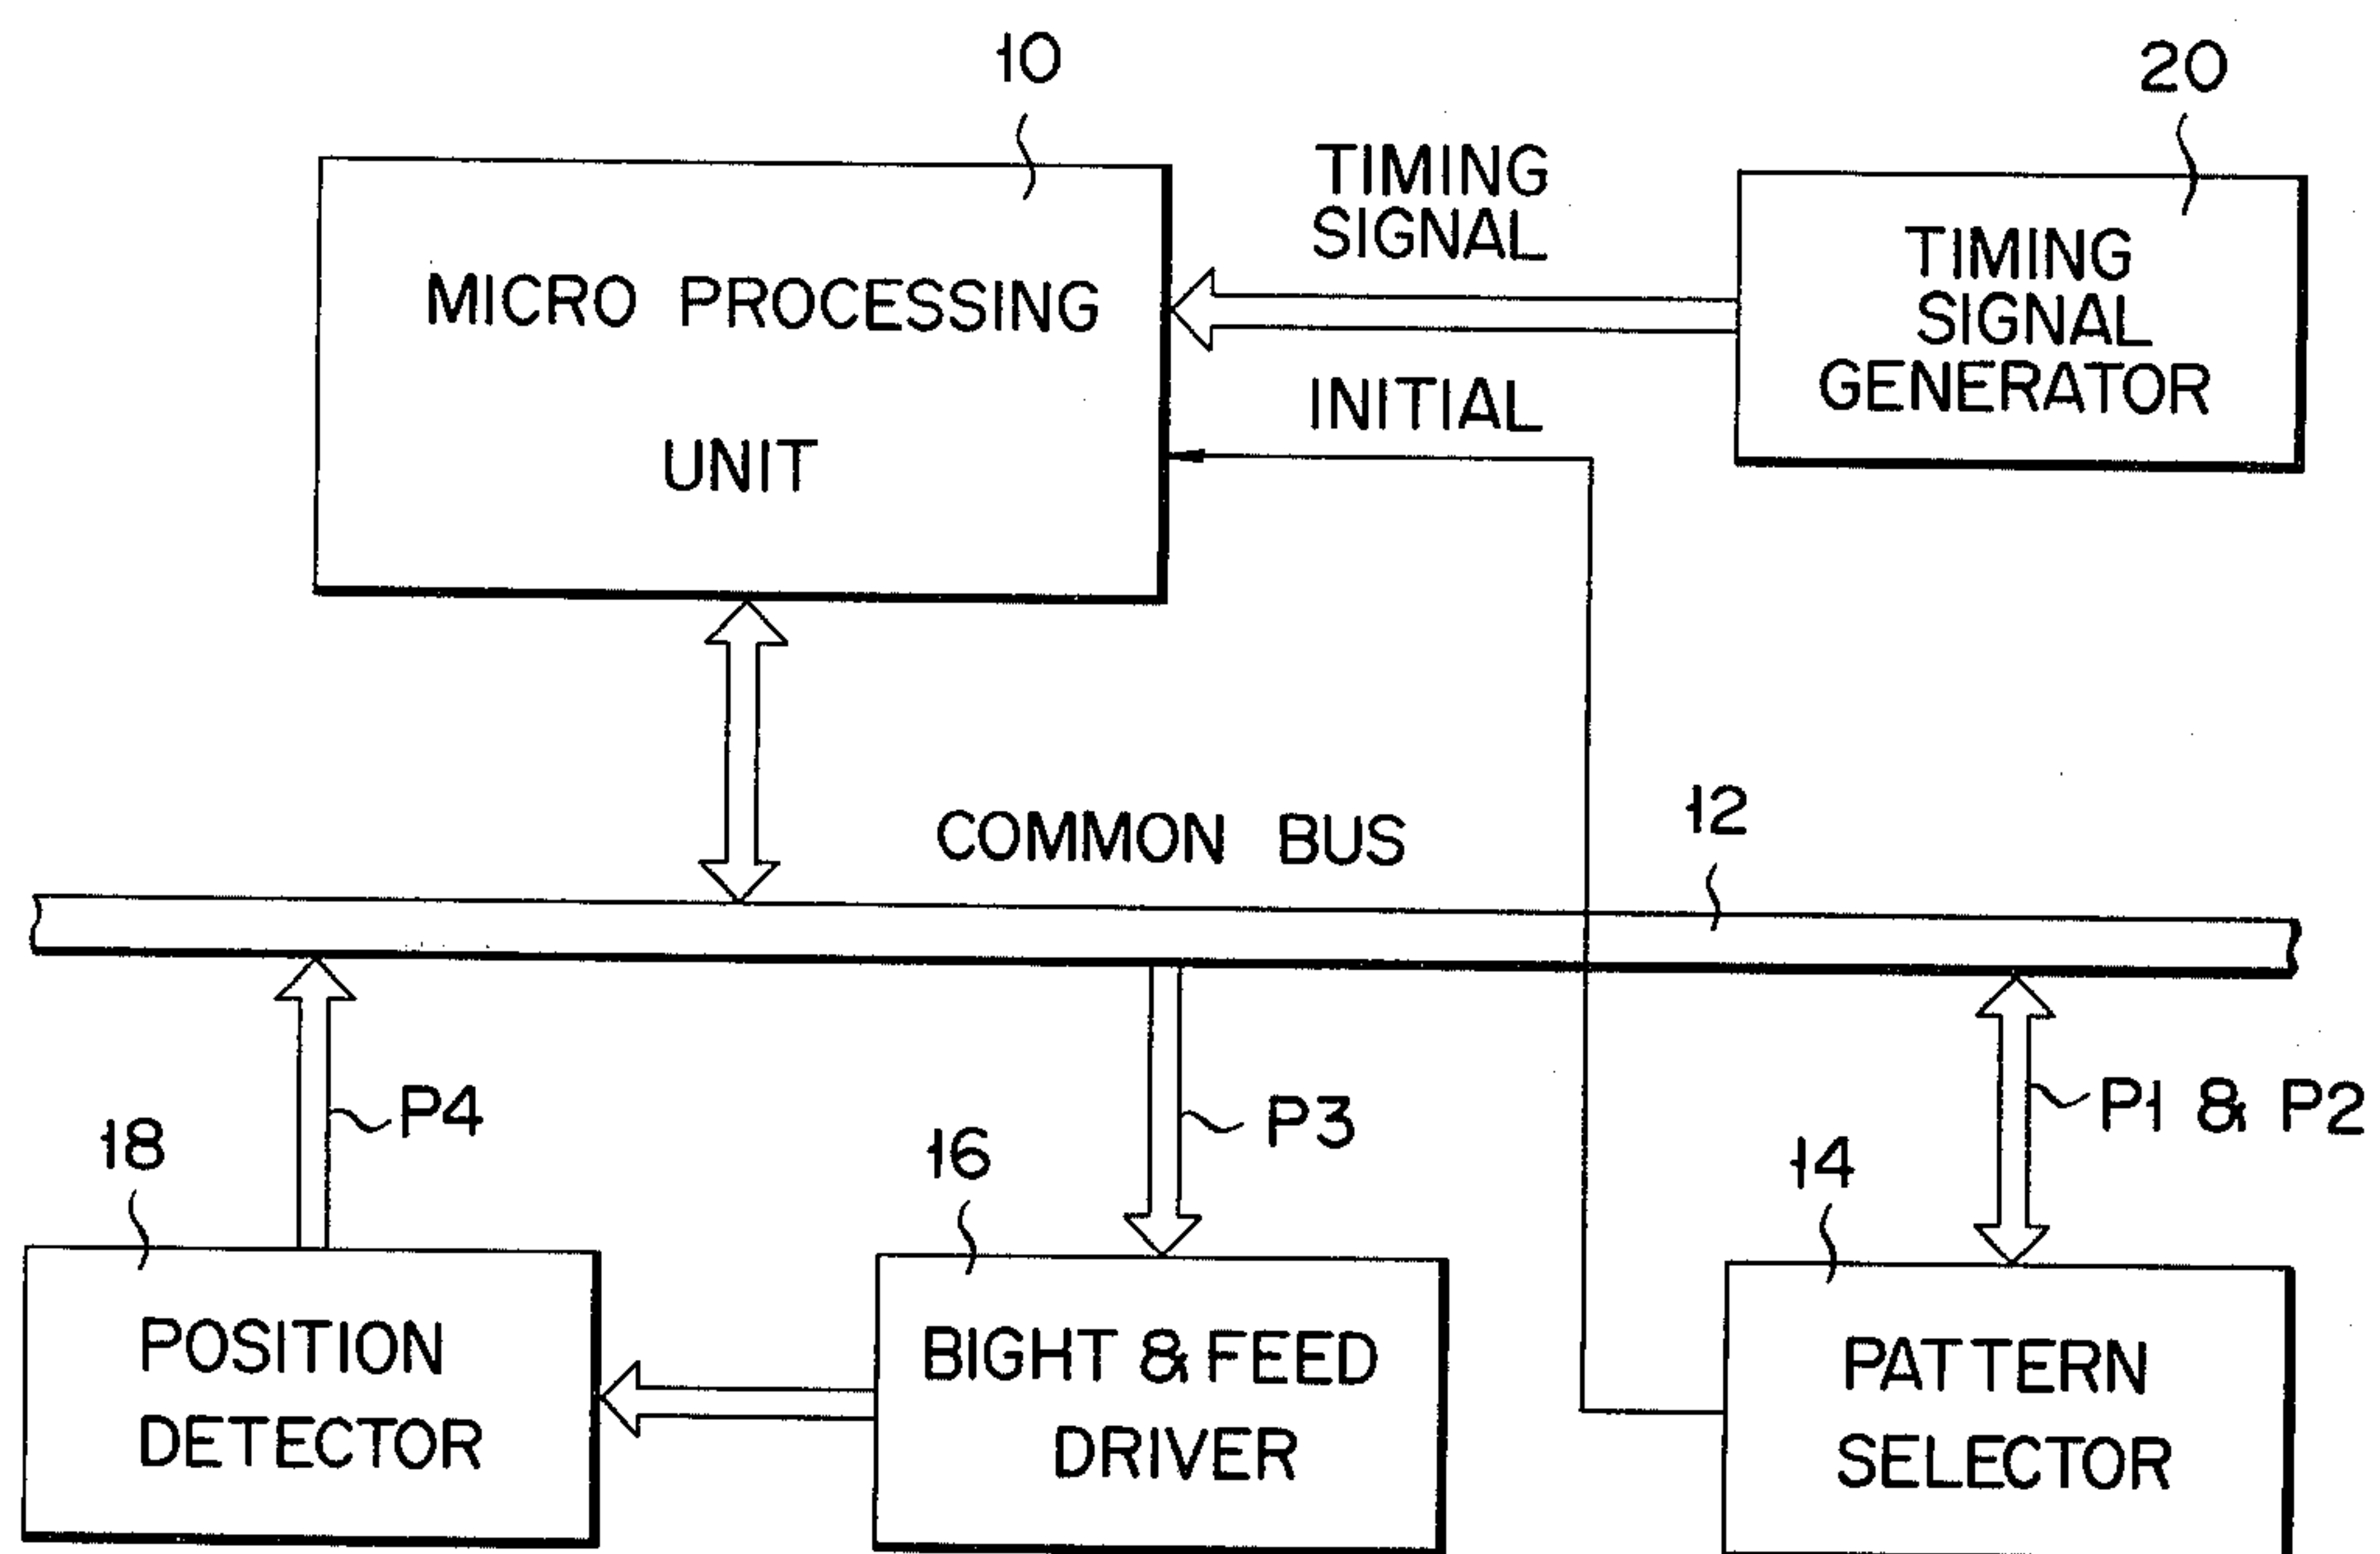 10
20
TIMING
SIGNAL
MICRO PROCESSING
UNIT
TIMING
SIGNAL
GENERATOR
INITIAL
COMMON BUS
12
P4
P3
P1 & P2
18
16
14
POSITION
DETECTOR
BIGHT & FEED
DRIVER
PATTERN
SELECTOR